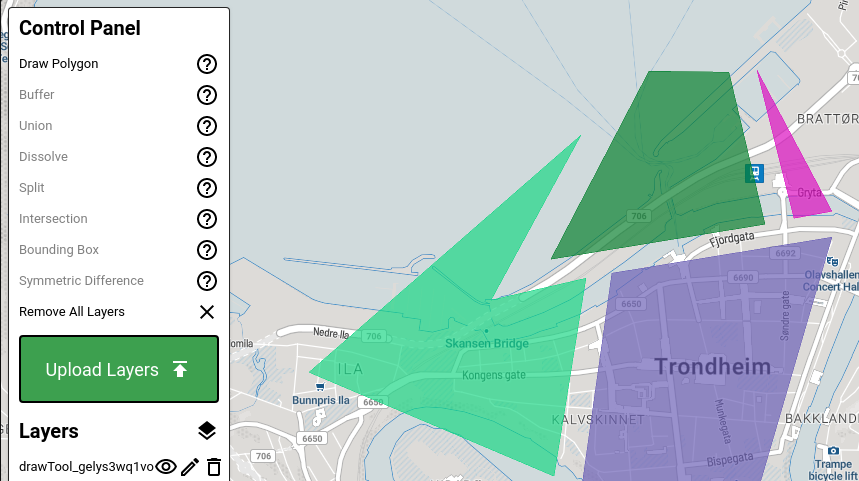 Control Panel
Draw Polygon
Buffer
Union
Dissolve
Split
Intersection
Bounding Box
Symmetric Difference
Remove All Layers
Upload Layers
Layers
drawTool_gelys3wq1vo
BRATTØR
Gryta
706
Fjordgata
6692
6690
6650
Olavshallen
Concert Hal
Søndre gate
Nedre Ila
706
Skansen Bridge
omila
ILA
Kongens gate
Trondheim
Bunnpris Ila
6650
6650
KALVSKINNET
Munkegata
BAKKLAND
706
Bispegata
Trampe
bicycle lift